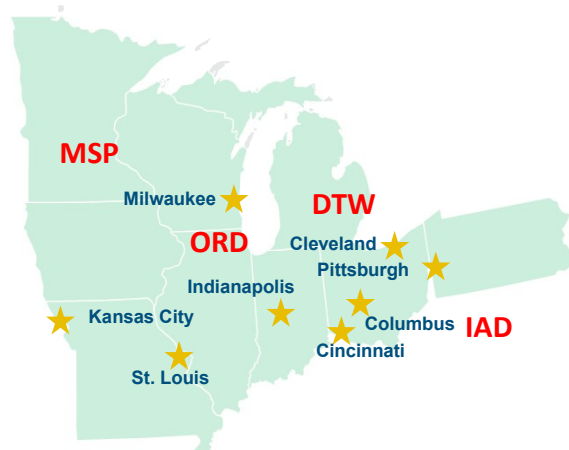 MSP
Milwaukee
DTW
ORD
Cleveland
Pittsburgh
Indianapolis
Kansas City
Columbus
IAD
Cincinnati
St. Louis